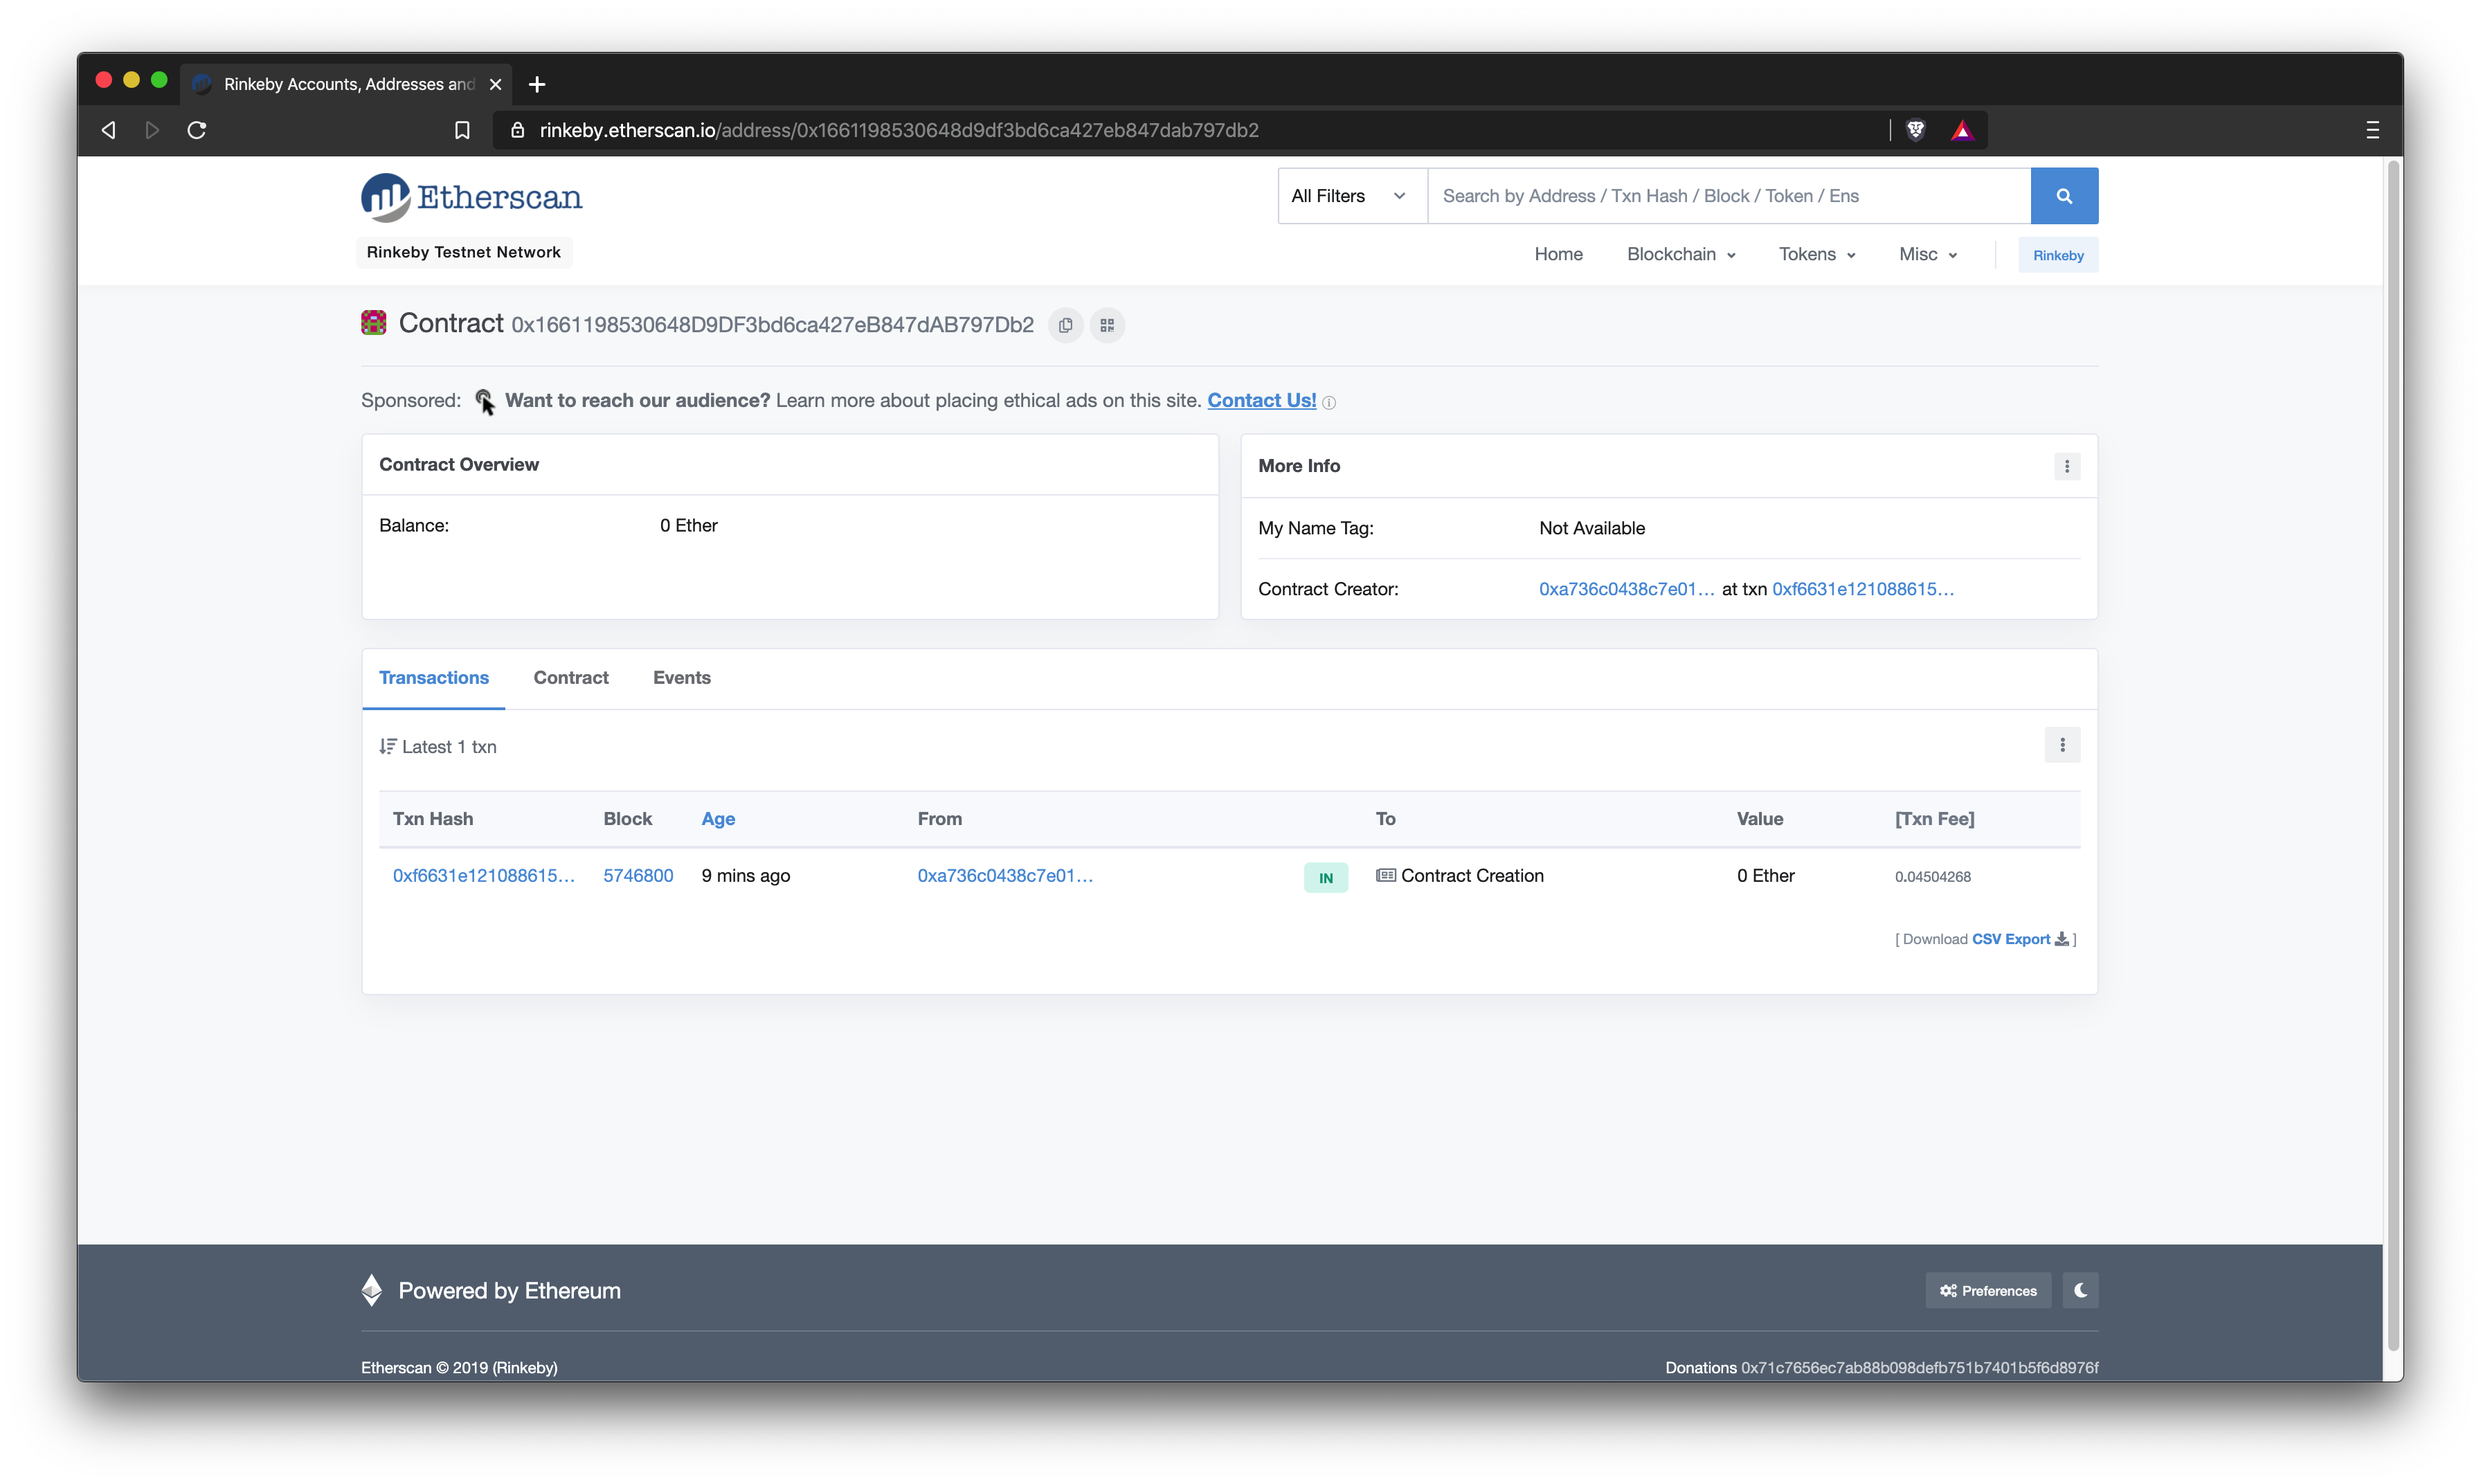 Rinkeby Accounts, Addresses and
rinkeby.etherscan.io/address/0x1661198530648d9df3bd6ca427eb847dab797db2
Etherscan
All Filters
Search by Address / Txn Hash / Block / Token / Ens
Rinkeby Testnet Network
Home
Blockchain
Tokens
Misc
Rinkeby
Contract 0x1661198530648D9DF3bd6ca427eB847dAB797Db2
Sponsored: Want to reach our audience? Learn more about placing ethical ads on this site. Contact Us!
Contract Overview
Balance: 0 Ether
More Info
My Name Tag: Not Available
Contract Creator: 0xa736c0438c7e01... at txn 0xf6631e121088615...
Transactions
Contract
Events
Latest 1 txn
Txn Hash Block Age From To Value [Txn Fee]
0xf6631e121088615... 5746800 9 mins ago 0xa736c0438c7e01... IN Contract Creation 0 Ether 0.04504268
[ Download CSV Export ]
Powered by Ethereum
Preferences
Etherscan © 2019 (Rinkeby)
Donations 0x71c7656ec7ab88b098defb751b7401b5f6d8976f